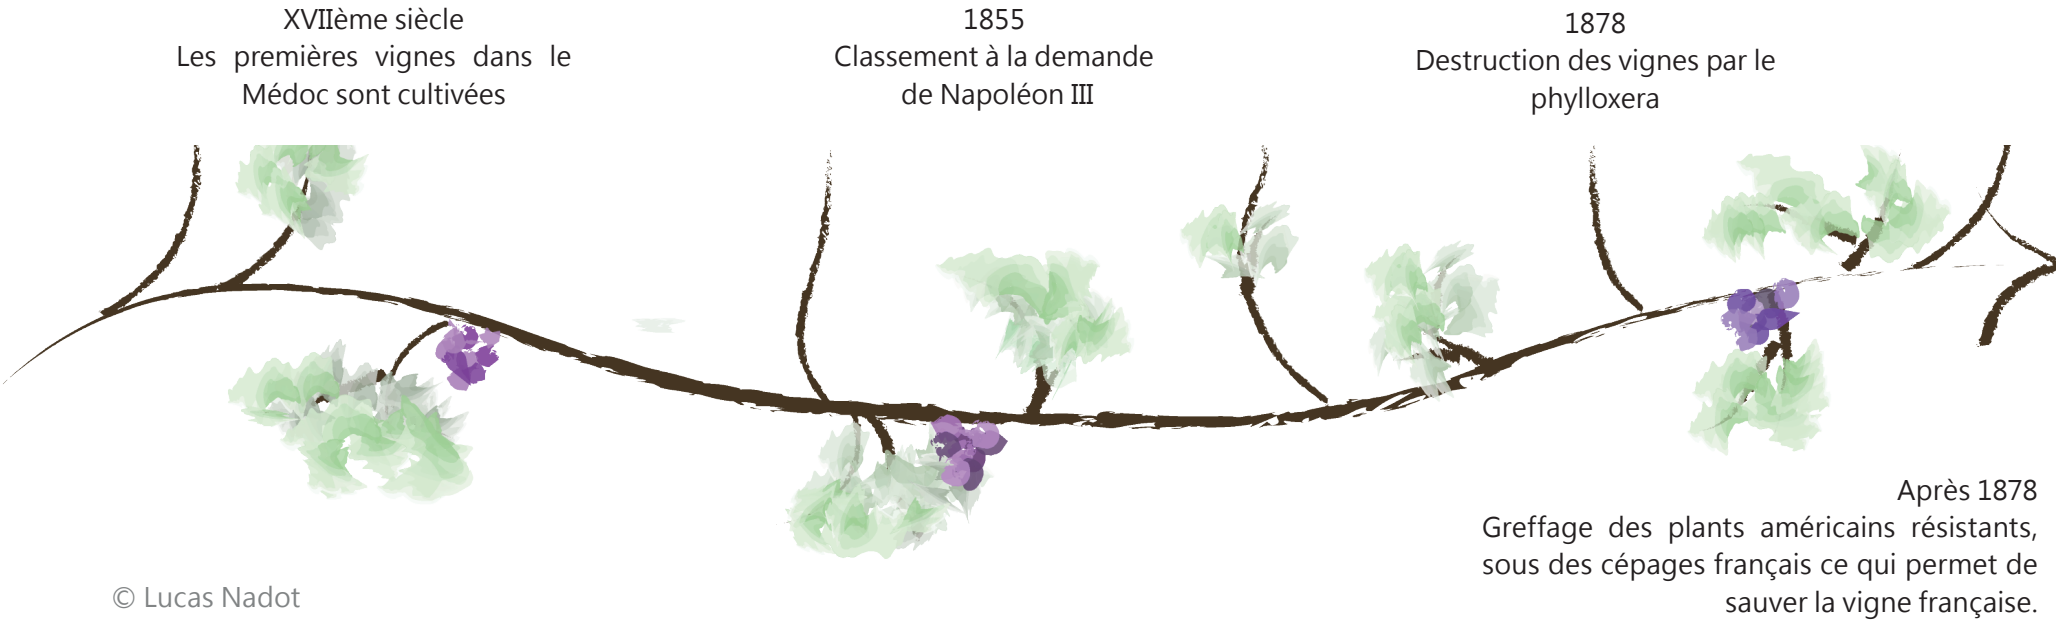 XVIIème siècle
Les premières vignes dans le
Médoc sont cultivées
1855
Classement à la demande
de Napoléon III
1878
Destruction des vignes par le
phylloxera
Après 1878
Greffage des plants américains résistants,
sous des cépages français ce qui permet de
sauver la vigne française.
© Lucas Nadot